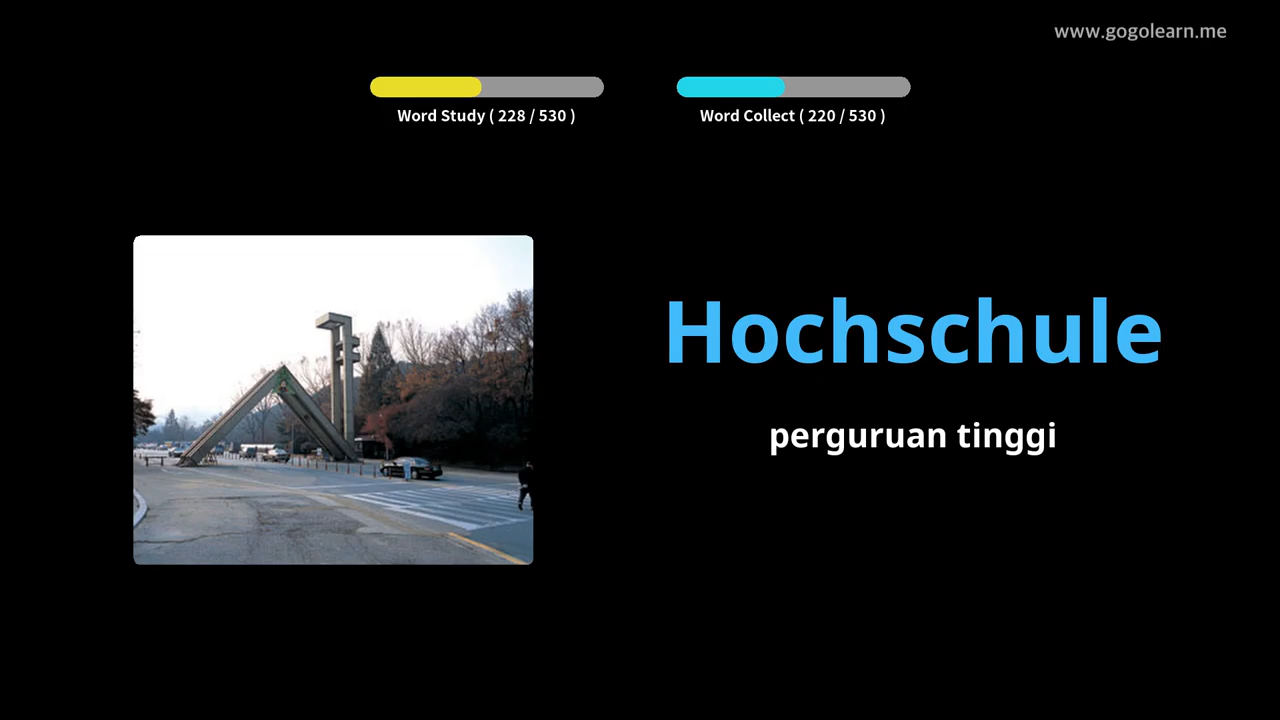 www.gogolearn.me
Word Study ( 228 / 530 )
Word Collect ( 220 / 530 )
Hochschule
perguruan tinggi